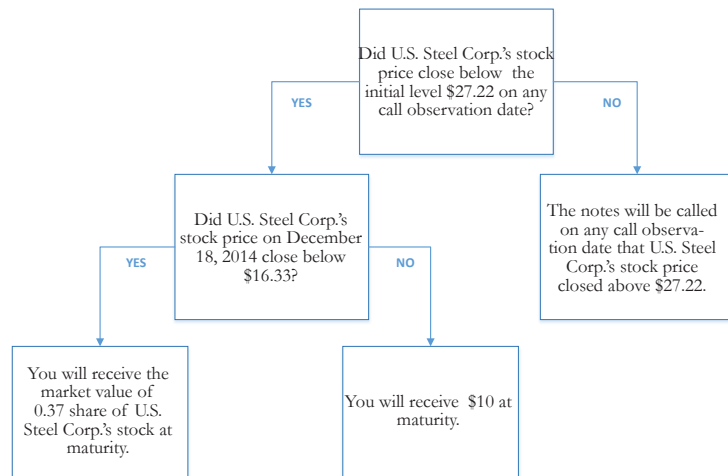 Did U.S. Steel Corp.'s stock
price close below the
initial level $27.22 on any
call observation date?
YES
NO
Did U.S. Steel Corp.'s
stock price on December
18, 2014 close below
$16.33?
The notes will be called
on any call observa-
tion date that U.S. Steel
Corp.'s stock price
closed above $27.22.
YES
NO
You will receive the
market value of
0.37 share of U.S.
Steel Corp.'s stock at
maturity.
You will receive $10 at
maturity.